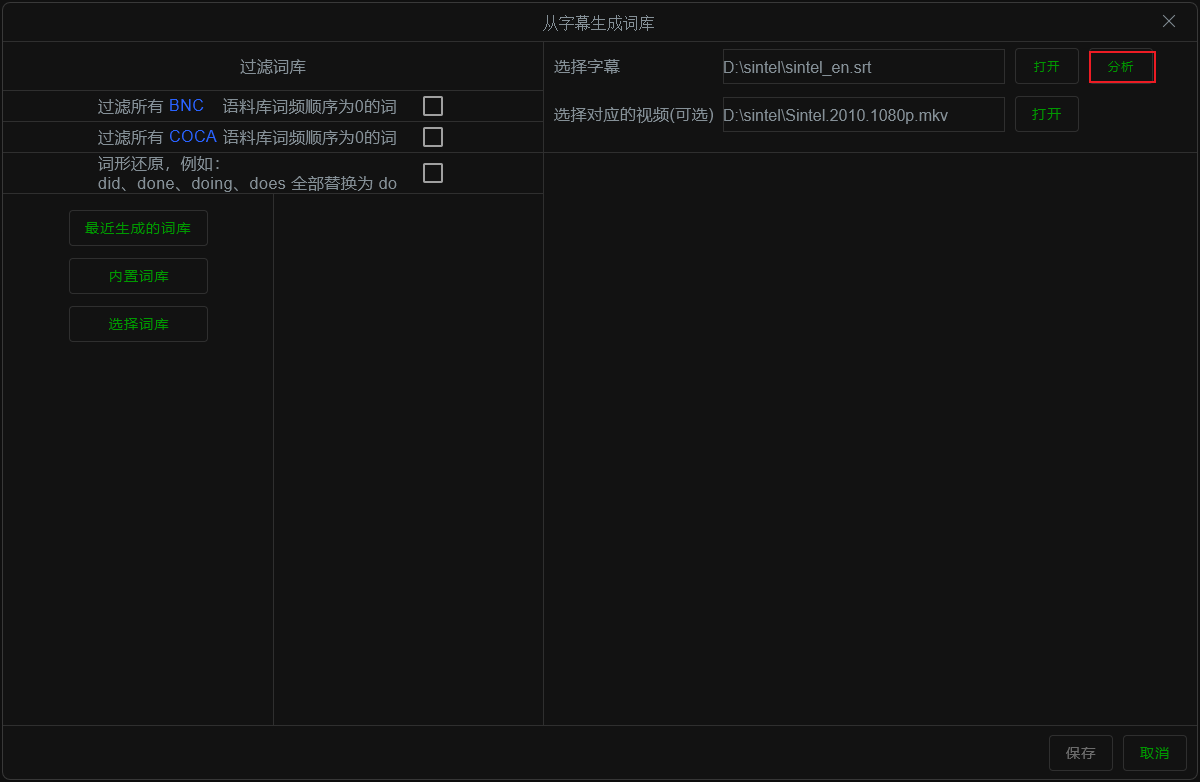 从字幕生成词库
过滤词库
过滤所有 BNC 语料库词频顺序为0的词
过滤所有 COCA 语料库词频顺序为0的词
词形还原，例如：
did、done、doing、does 全部替换为 do
最近生成的词库
内置词库
选择词库
选择字幕 D:\sintel\sintel_en.srt 打开 分析
选择对应的视频(可选) D:\sintel\Sintel.2010.1080p.mkv 打开
保存 取消